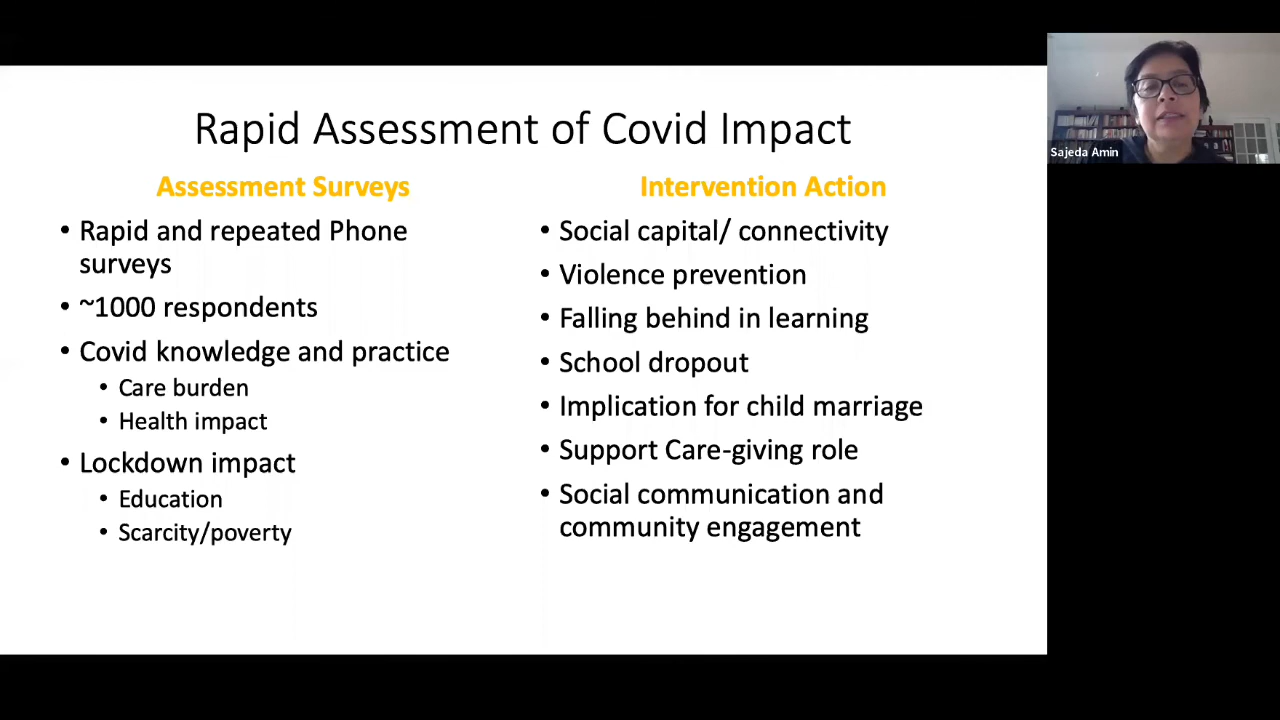 Rapid Assessment of Covid Impact
Assessment Surveys
• Rapid and repeated Phone
surveys
• ~1000 respondents
• Covid knowledge and practice
• Care burden
• Health impact
• Lockdown impact
• Education
• Scarcity/poverty
Intervention Action
• Social capital/ connectivity
• Violence prevention
• Falling behind in learning
• School dropout
• Implication for child marriage
• Support Care-giving role
• Social communication and
community engagement
Sajeda Amin